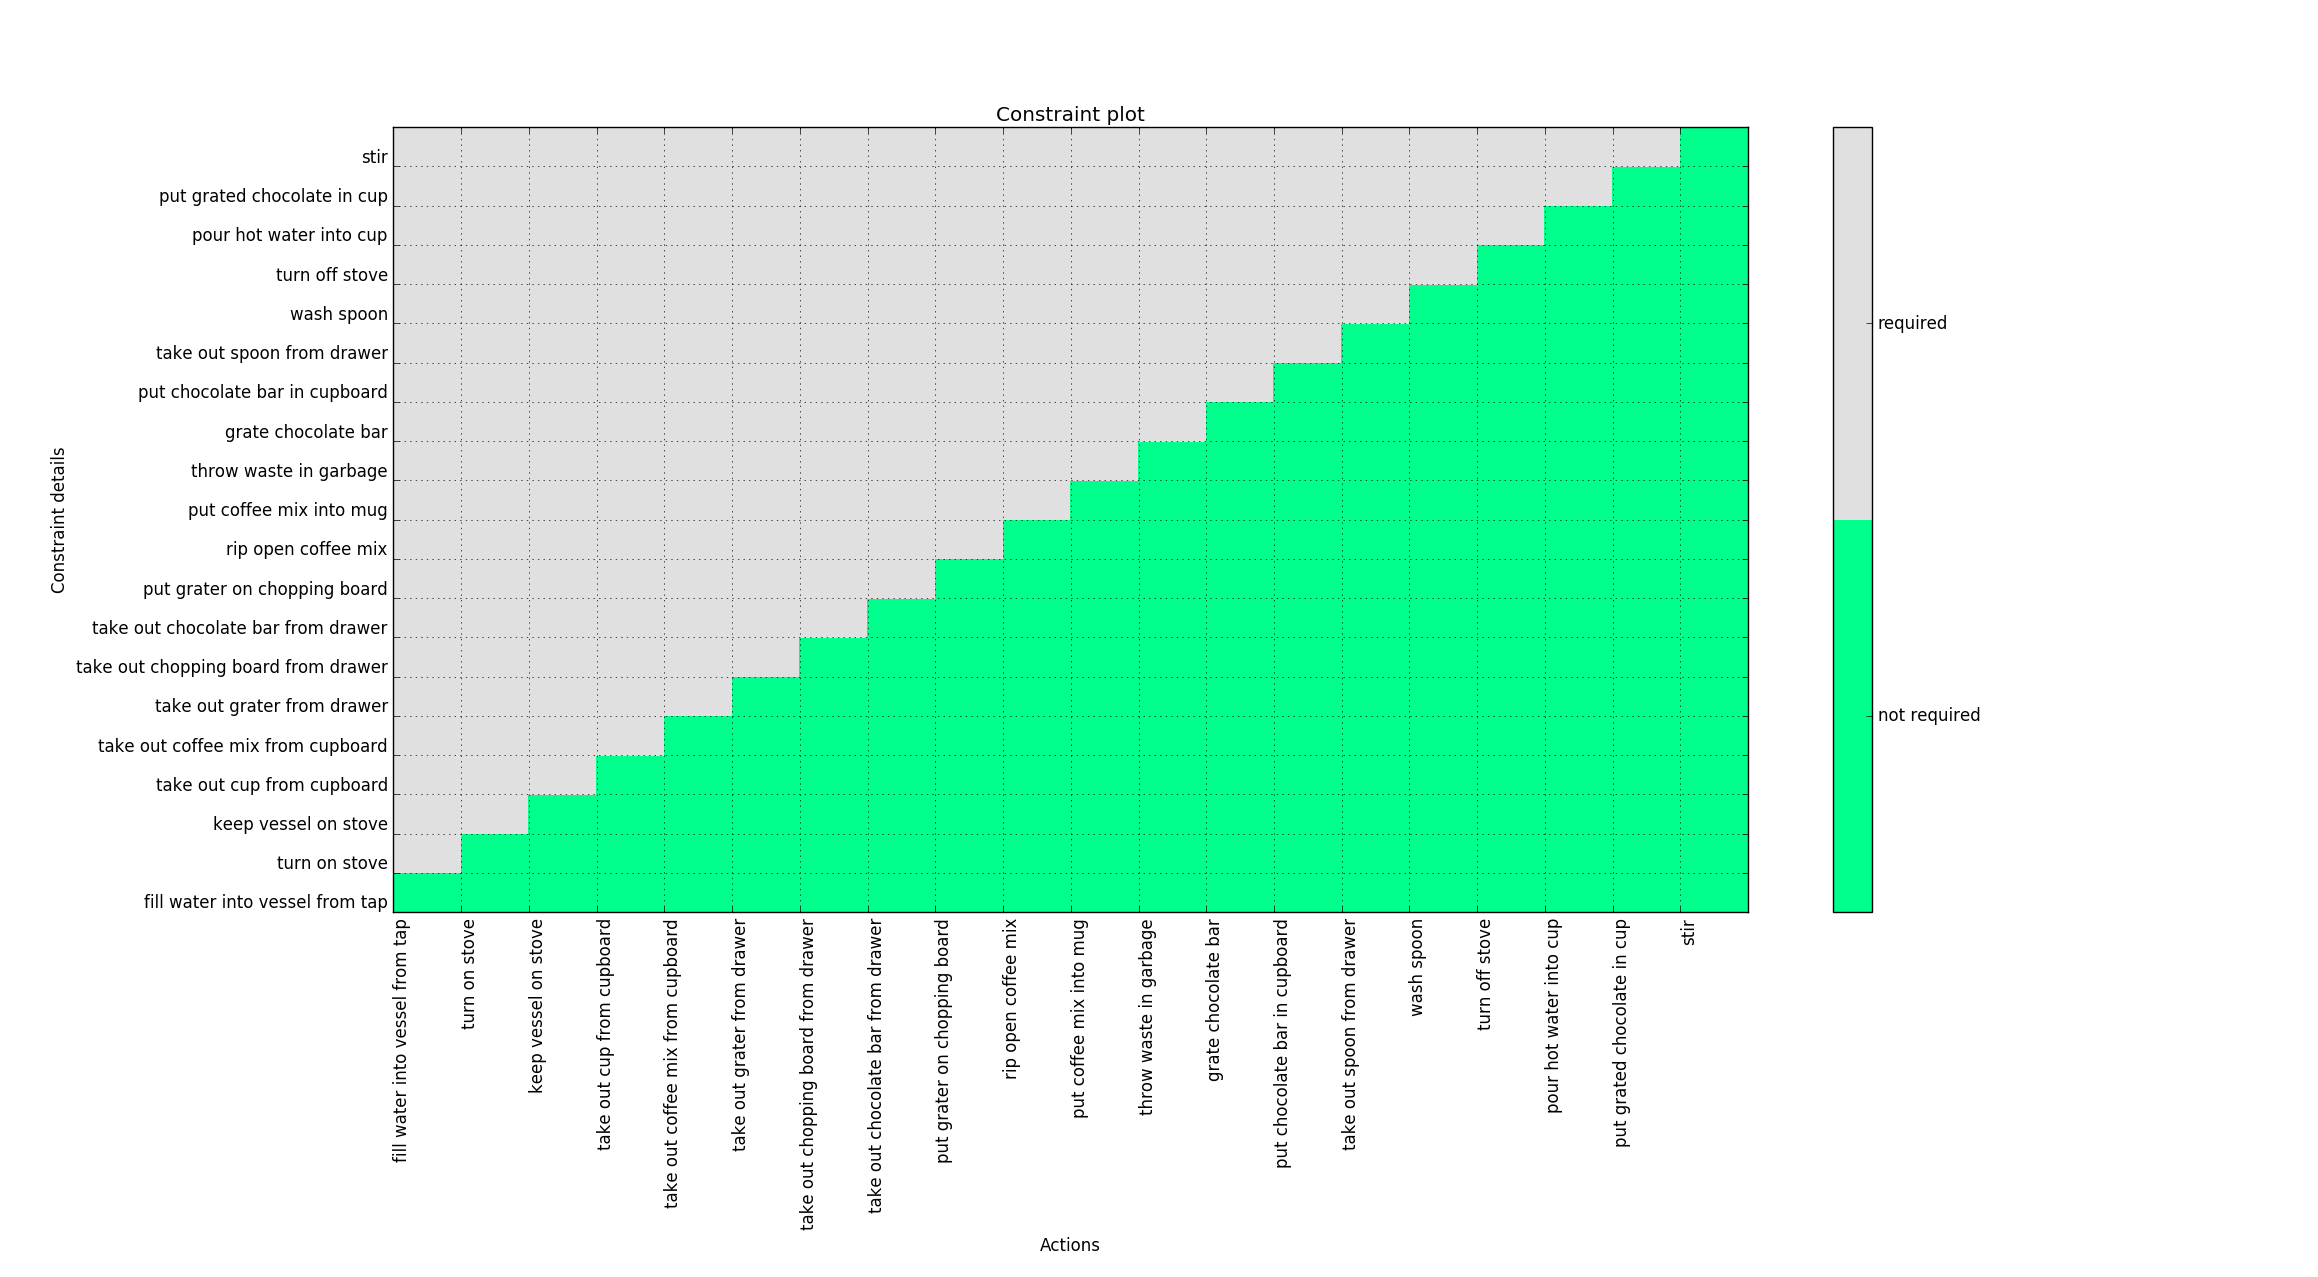 Constraint plot
stir
put grated chocolate in cup
pour hot water into cup
turn off stove
wash spoon
take out spoon from drawer
put chocolate bar in cupboard
grate chocolate bar
throw waste in garbage
put coffee mix into mug
rip open coffee mix
put grater on chopping board
take out chocolate bar from drawer
take out chopping board from drawer
take out grater from drawer
take out coffee mix from cupboard
take out cup from cupboard
keep vessel on stove
turn on stove
fill water into vessel from tap
Constraint details
fill water into vessel from tap
turn on stove
keep vessel on stove
take out cup from cupboard
take out coffee mix from cupboard
take out grater from drawer
take out chopping board from drawer
take out chocolate bar from drawer
put grater on chopping board
rip open coffee mix
put coffee mix into mug
throw waste in garbage
grate chocolate bar
put chocolate bar in cupboard
take out spoon from drawer
wash spoon
turn off stove
pour hot water into cup
put grated chocolate in cup
stir
Actions
required
not required